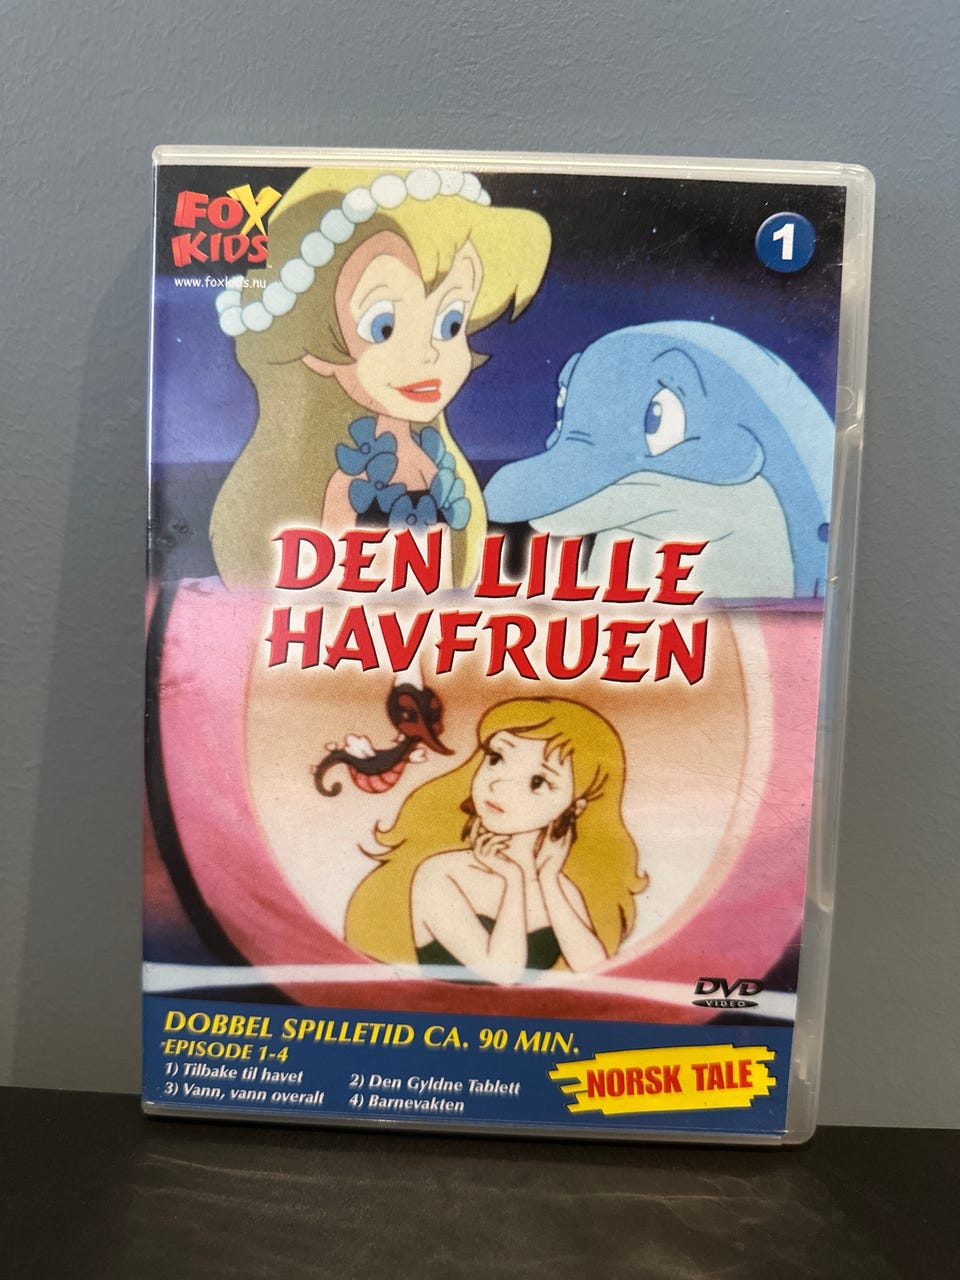 FOX
KIDS
www.foxkids.nu
1
DEN LILLE
HAVFRUEN
DVD
VIDEO
DOBBEL SPILLETID CA. 90 MIN.
EPISODE 1-4
1) Tilbake til havet 2) Den Gyldne Tablett
3) Vann, vann overalt 4) Barnevakten
NORSK TALE